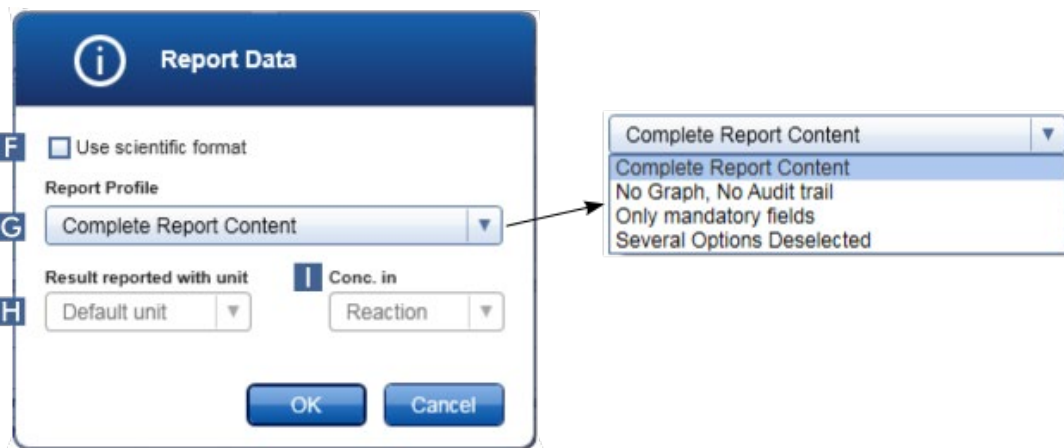 Report Data
F
Use scientific format
Report Profile
G
Complete Report Content
Result reported with unit
I
Conc. in
H
Default unit
Reaction
OK
Cancel
Complete Report Content
Complete Report Content
No Graph, No Audit trail
Only mandatory fields
Several Options Deselected